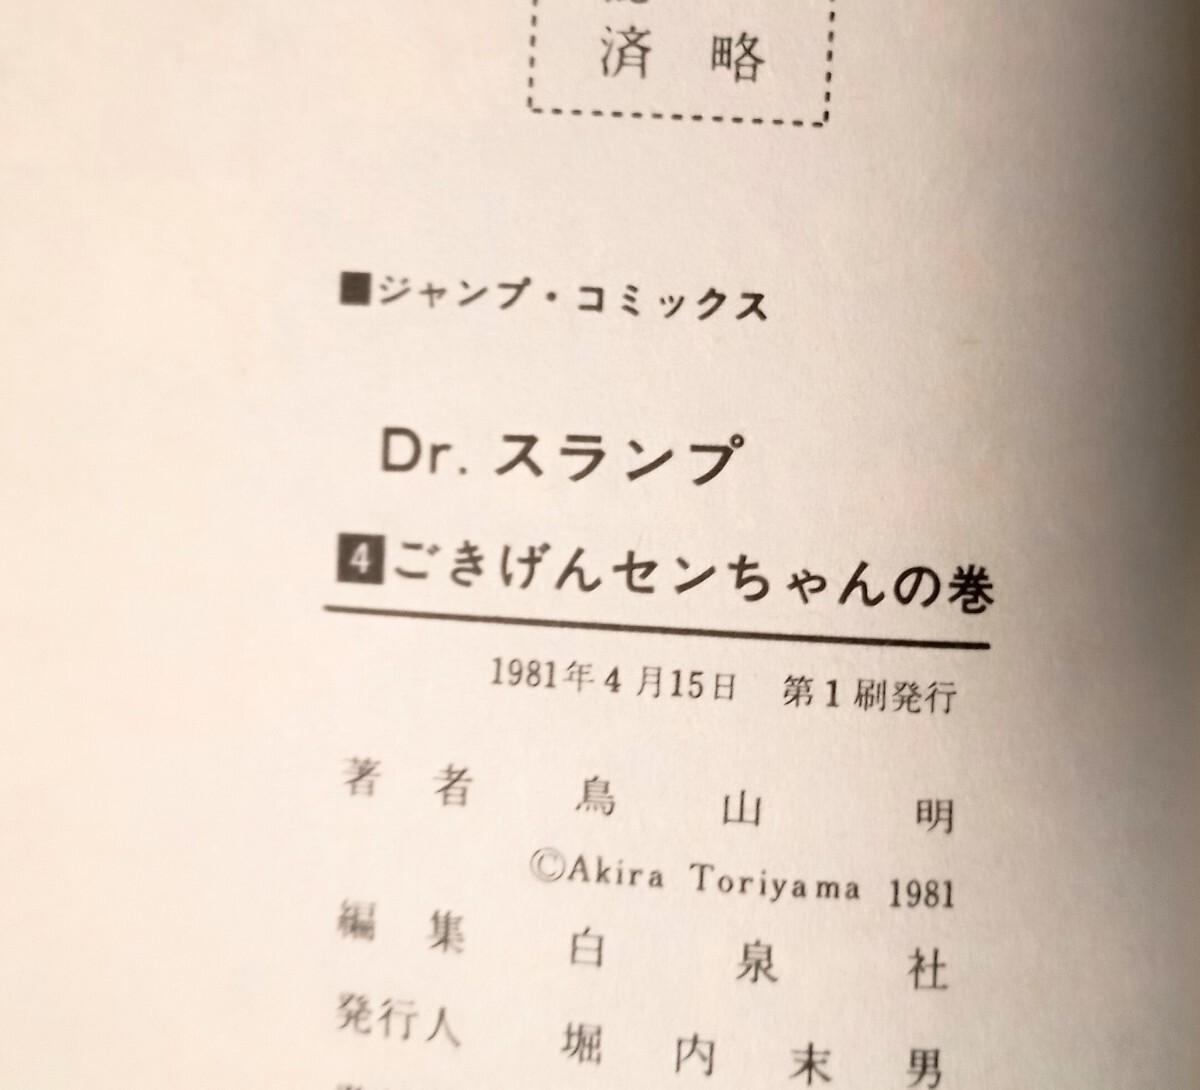 済 略
■ジャンプ・コミックス
Dr. スランプ
4 ごきげんセンちゃんの巻
1981年4月15日 第1刷発行
著 者 鳥 山 明
©Akira Toriyama 1981
編 集 白 泉 社
発行人 堀 内 末 男